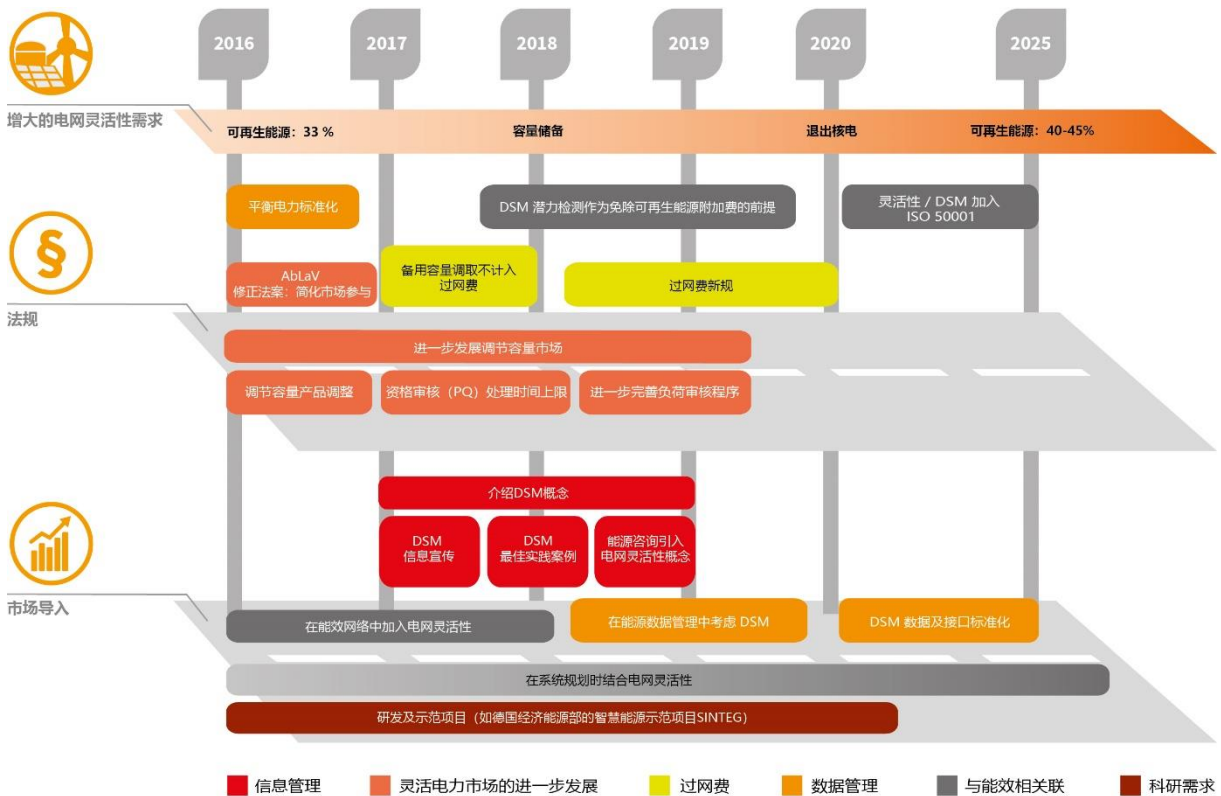 2016
2017
2018
2019
2020
2025
增大的电网灵活性需求
可再生能源：33 %
容量储备
退出核电
可再生能源：40-45%
平衡电力标准化
DSM 潜力检测作为免除可再生能源附加费的前提
灵活性 / DSM 加入
ISO 50001
§
AbLaV
修正法案：简化市场参与
备用容量调取不计入
过网费
过网费新规
法规
进一步发展调节容量市场
调节容量产品调整
资格审核（PQ）处理时间上限
进一步完善负荷审核程序
介绍DSM概念
DSM
信息宣传
DSM
最佳实践案例
能源咨询引入
电网灵活性概念
市场导入
在能效网络中加入电网灵活性
在能源数据管理中考虑 DSM
DSM 数据及接口标准化
在系统规划时结合电网灵活性
研发及示范项目（如德国经济能源部的智慧能源示范项目SINTEG）
信息管理
灵活电力市场的进一步发展
过网费
数据管理
与能效相关联
科研需求